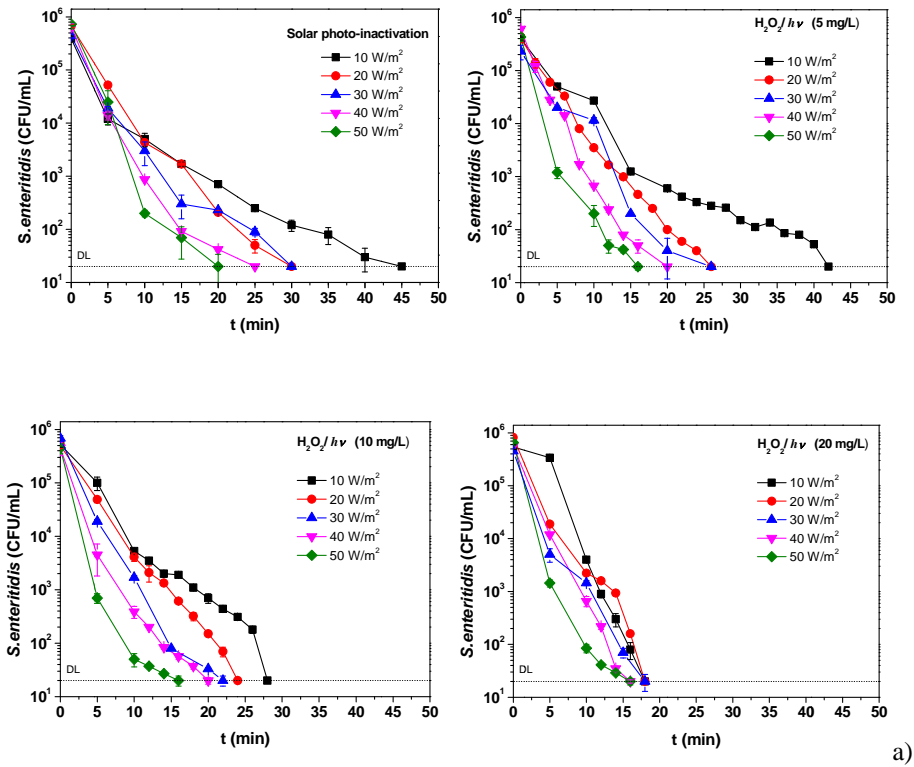 Solar photo-inactivation
10 W/m²
20 W/m²
30 W/m²
40 W/m²
50 W/m²
S.enteritidis (CFU/mL)
10⁶
10⁵
10⁴
10³
10²
10¹
DL
0 5 10 15 20 25 30 35 40 45 50
t (min)
H₂O₂/ hν (5 mg/L)
10 W/m²
20 W/m²
30 W/m²
40 W/m²
50 W/m²
S.enteritidis (CFU/mL)
10⁶
10⁵
10⁴
10³
10²
10¹
DL
0 10 20 30 40 50
t (min)
H₂O₂/ hν (10 mg/L)
10 W/m²
20 W/m²
30 W/m²
40 W/m²
50 W/m²
S.enteritidis (CFU/mL)
10⁶
10⁵
10⁴
10³
10²
10¹
DL
0 5 10 15 20 25 30 35 40 45 50
t (min)
H₂O₂/ hν (20 mg/L)
10 W/m²
20 W/m²
30 W/m²
40 W/m²
50 W/m²
S.enteritidis (CFU/mL)
10⁶
10⁵
10⁴
10³
10²
10¹
DL
0 5 10 15 20 25 30 35 40 45 50
t (min)
a)